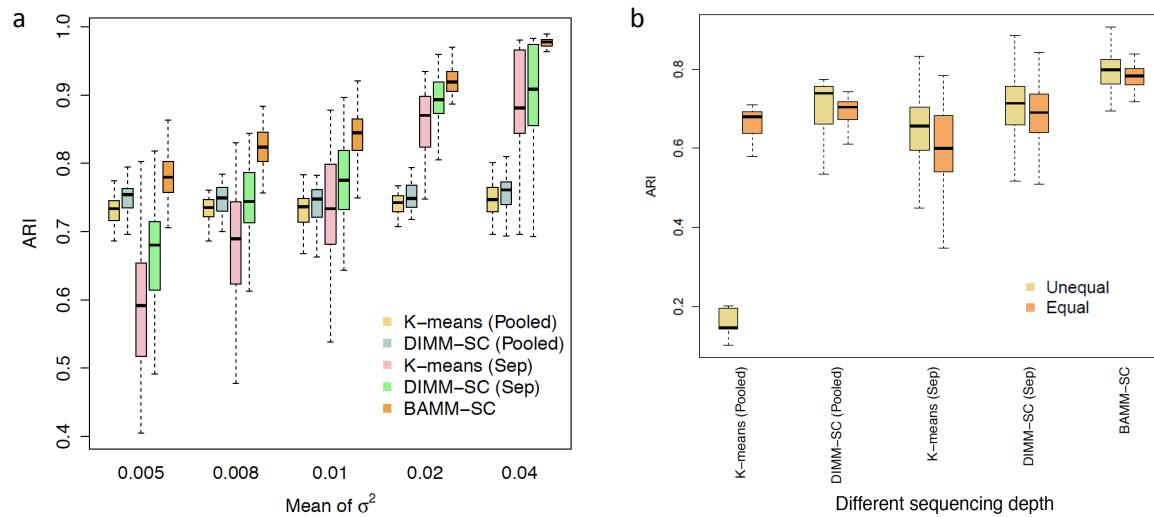 a
ARI
1.0
0.9
0.8
0.7
0.6
0.5
0.4
K−means (Pooled)
DIMM−SC (Pooled)
K−means (Sep)
DIMM−SC (Sep)
BAMM−SC
0.005 0.008 0.01 0.02 0.04
Mean of σ²
b
ARI
0.8
0.6
0.4
0.2
Unequal
Equal
K−means (Pooled)
DIMM−SC (Pooled)
K−means (Sep)
DIMM−SC (Sep)
BAMM−SC
Different sequencing depth